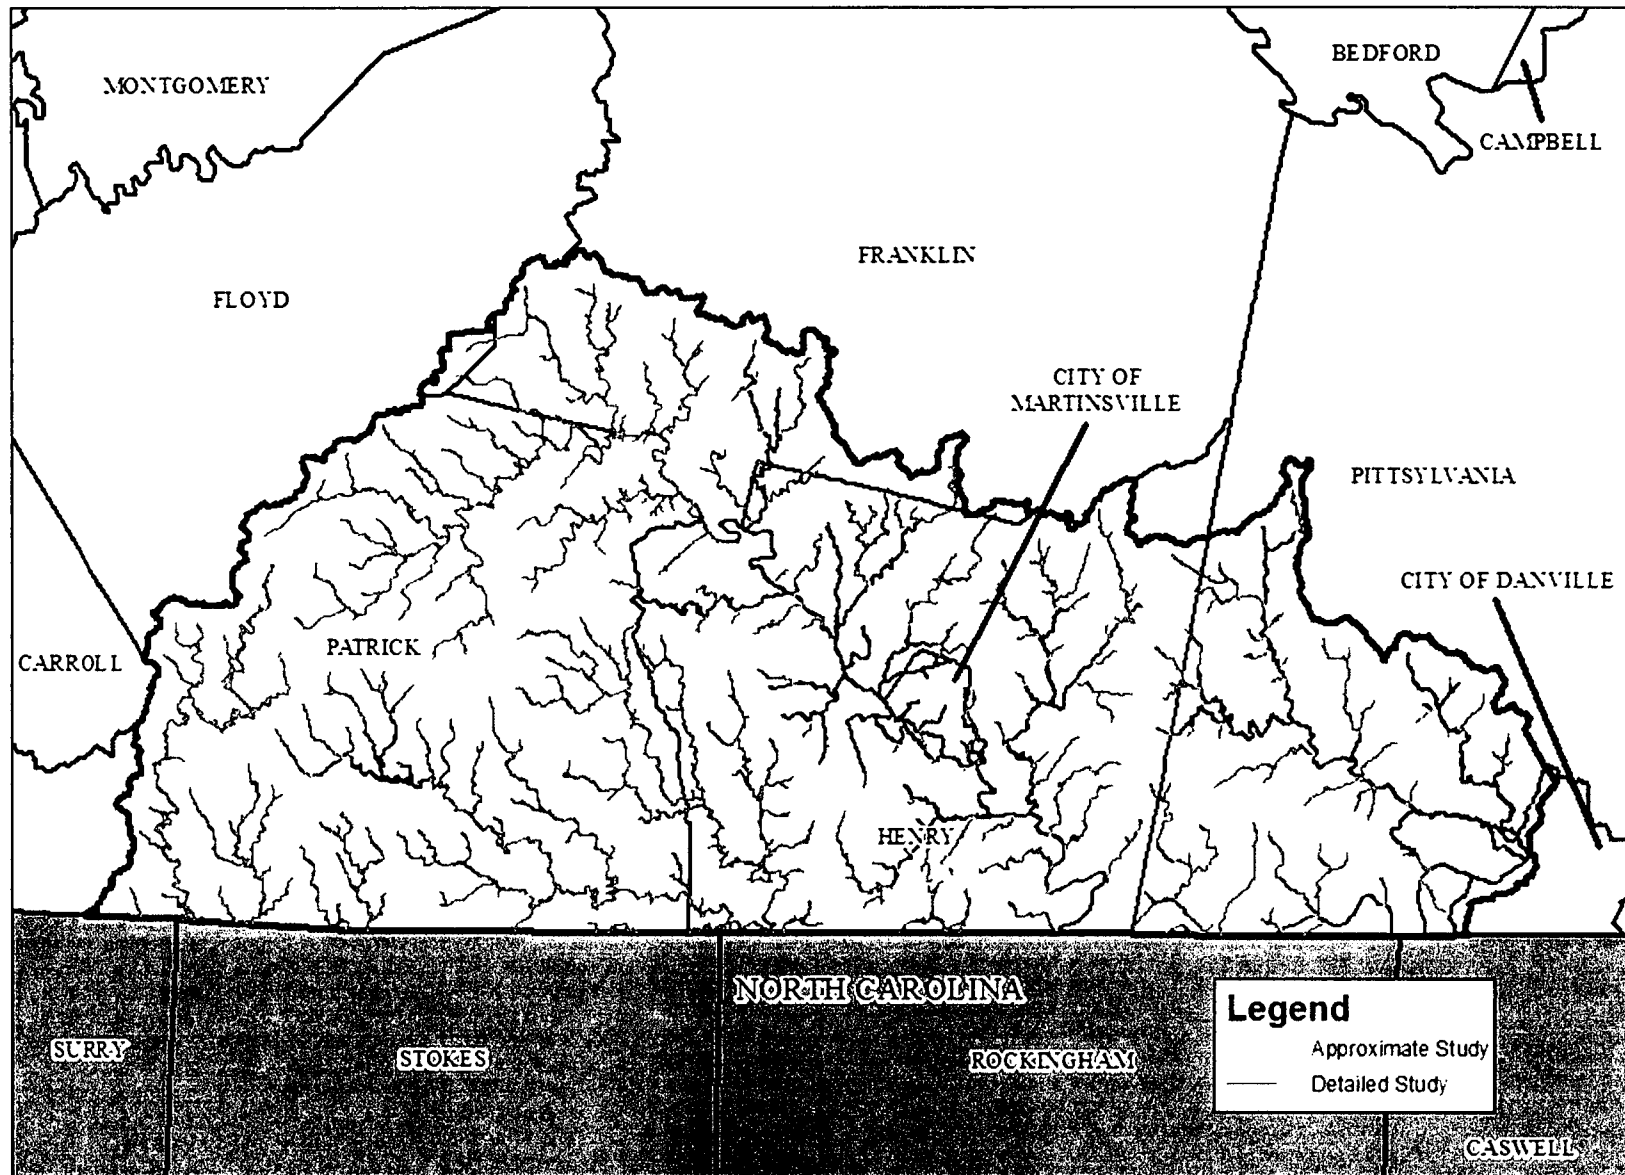 BEDFORD
MONTGOMERY
CAMPBELL
FRANKLIN
FLOYD
CITY OF
MARTINSVILLE
PITTSYLVANIA
CITY OF DANVILLE
PATRICK
CARROLL
HENRY
NORTH CAROLINA
Legend
Approximate Study
Detailed Study
SURRY
STOKES
ROCKINGHAM
CASWELL